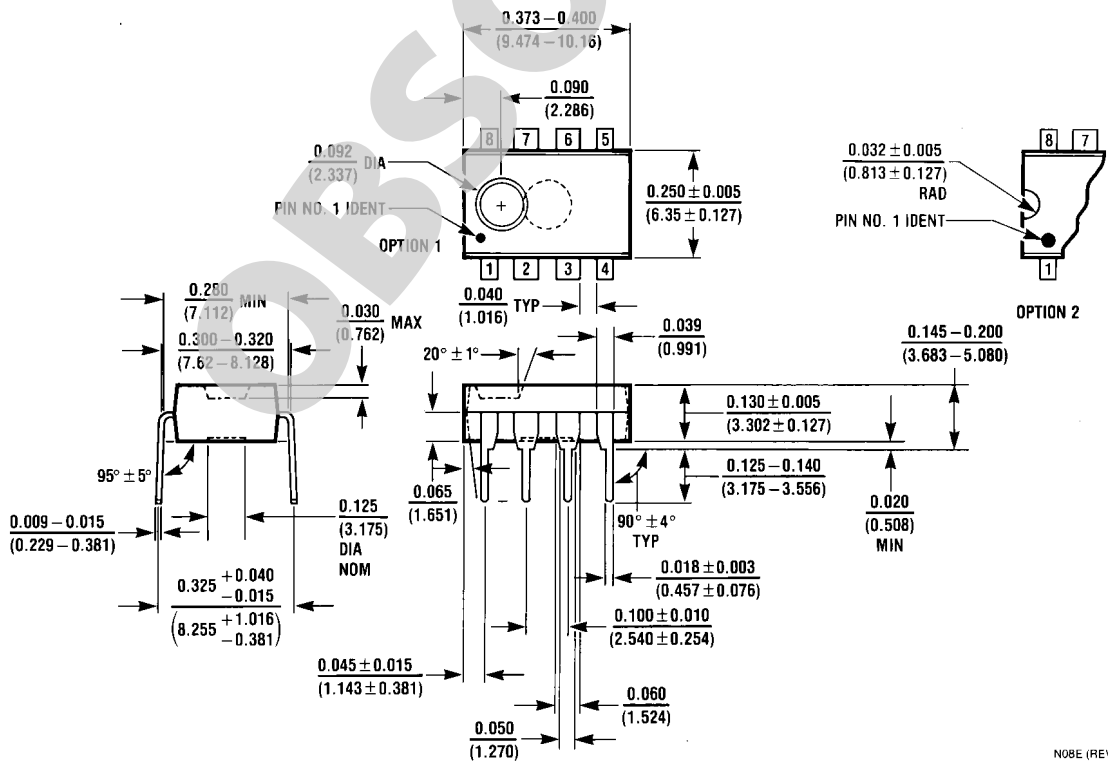 0.373 – 0.400
(9.474 – 10.16)
0.090
(2.286)
8 7 6 5
0.092 DIA
(2.337)
PIN NO. 1 IDENT
OPTION 1
0.250 ± 0.005
(6.35 ± 0.127)
1 2 3 4
0.032 ± 0.005
(0.813 ± 0.127)
RAD
PIN NO. 1 IDENT
8 7
1
OPTION 2
0.280 MIN
(7.112)
0.030 MAX
(0.762)
0.300 – 0.320
(7.62 – 8.128)
0.040 TYP
(1.016)
0.039
(0.991)
20° ± 1°
0.145 – 0.200
(3.683 – 5.080)
0.130 ± 0.005
(3.302 ± 0.127)
0.125 – 0.140
(3.175 – 3.556)
0.020
(0.508)
MIN
95° ± 5°
0.065
(1.651)
90° ± 4°
TYP
0.009 – 0.015
(0.229 – 0.381)
0.125
(3.175)
DIA
NOM
0.018 ± 0.003
(0.457 ± 0.076)
0.325 +0.040
–0.015
(8.255 +1.016
–0.381)
0.100 ± 0.010
(2.540 ± 0.254)
0.045 ± 0.015
(1.143 ± 0.381)
0.060
(1.524)
0.050
(1.270)
N08E (REV
OBSO